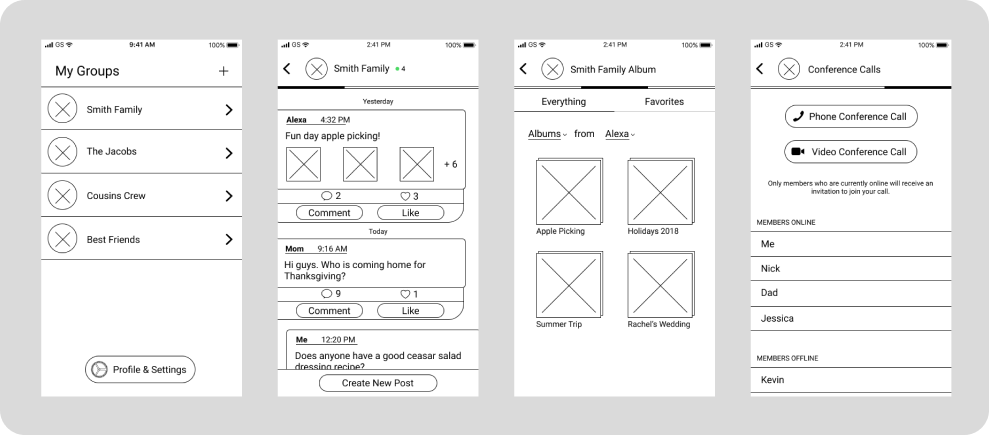 GS
9:41 AM
100%
My Groups
+
Smith Family
The Jacobs
Cousins Crew
Best Friends
Profile & Settings
GS
2:41 PM
100%
Smith Family
4
Yesterday
Alexa 4:32 PM
Fun day apple picking!
+ 6
2
3
Comment
Like
Today
Mom 9:16 AM
Hi guys. Who is coming home for
Thanksgiving?
9
1
Comment
Like
Me 12:20 PM
Does anyone have a good ceasar salad
dressing recipe?
Create New Post
GS
2:41 PM
100%
Smith Family Album
Everything
Favorites
Albums from Alexa
Apple Picking
Holidays 2018
Summer Trip
Rachel's Wedding
GS
2:41 PM
100%
Conference Calls
Phone Conference Call
Video Conference Call
Only members who are currently online will receive an
invitation to join your call.
MEMBERS ONLINE
Me
Nick
Dad
Jessica
MEMBERS OFFLINE
Kevin